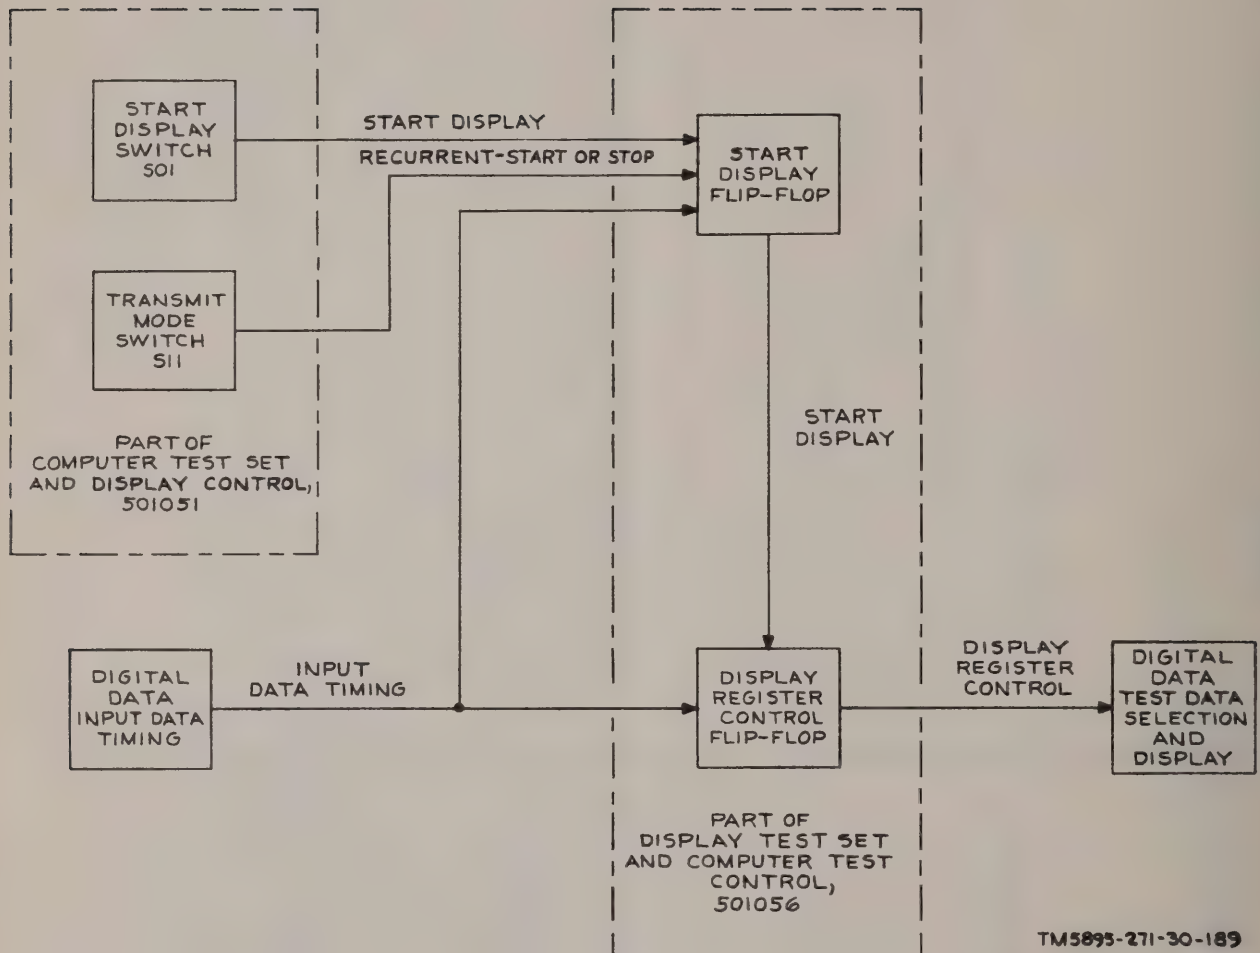 START
DISPLAY
SWITCH
S01
START DISPLAY
RECURRENT-START OR STOP
START
DISPLAY
FLIP-FLOP
TRANSMIT
MODE
SWITCH
S11
START
DISPLAY
PART OF
COMPUTER TEST SET
AND DISPLAY CONTROL,
501051
DIGITAL
DATA
INPUT DATA
TIMING
INPUT
DATA TIMING
DISPLAY
REGISTER
CONTROL
FLIP-FLOP
DISPLAY
REGISTER
CONTROL
DIGITAL
DATA
TEST DATA
SELECTION
AND
DISPLAY
PART OF
DISPLAY TEST SET
AND COMPUTER TEST
CONTROL,
501056
TM5895-271-30-189